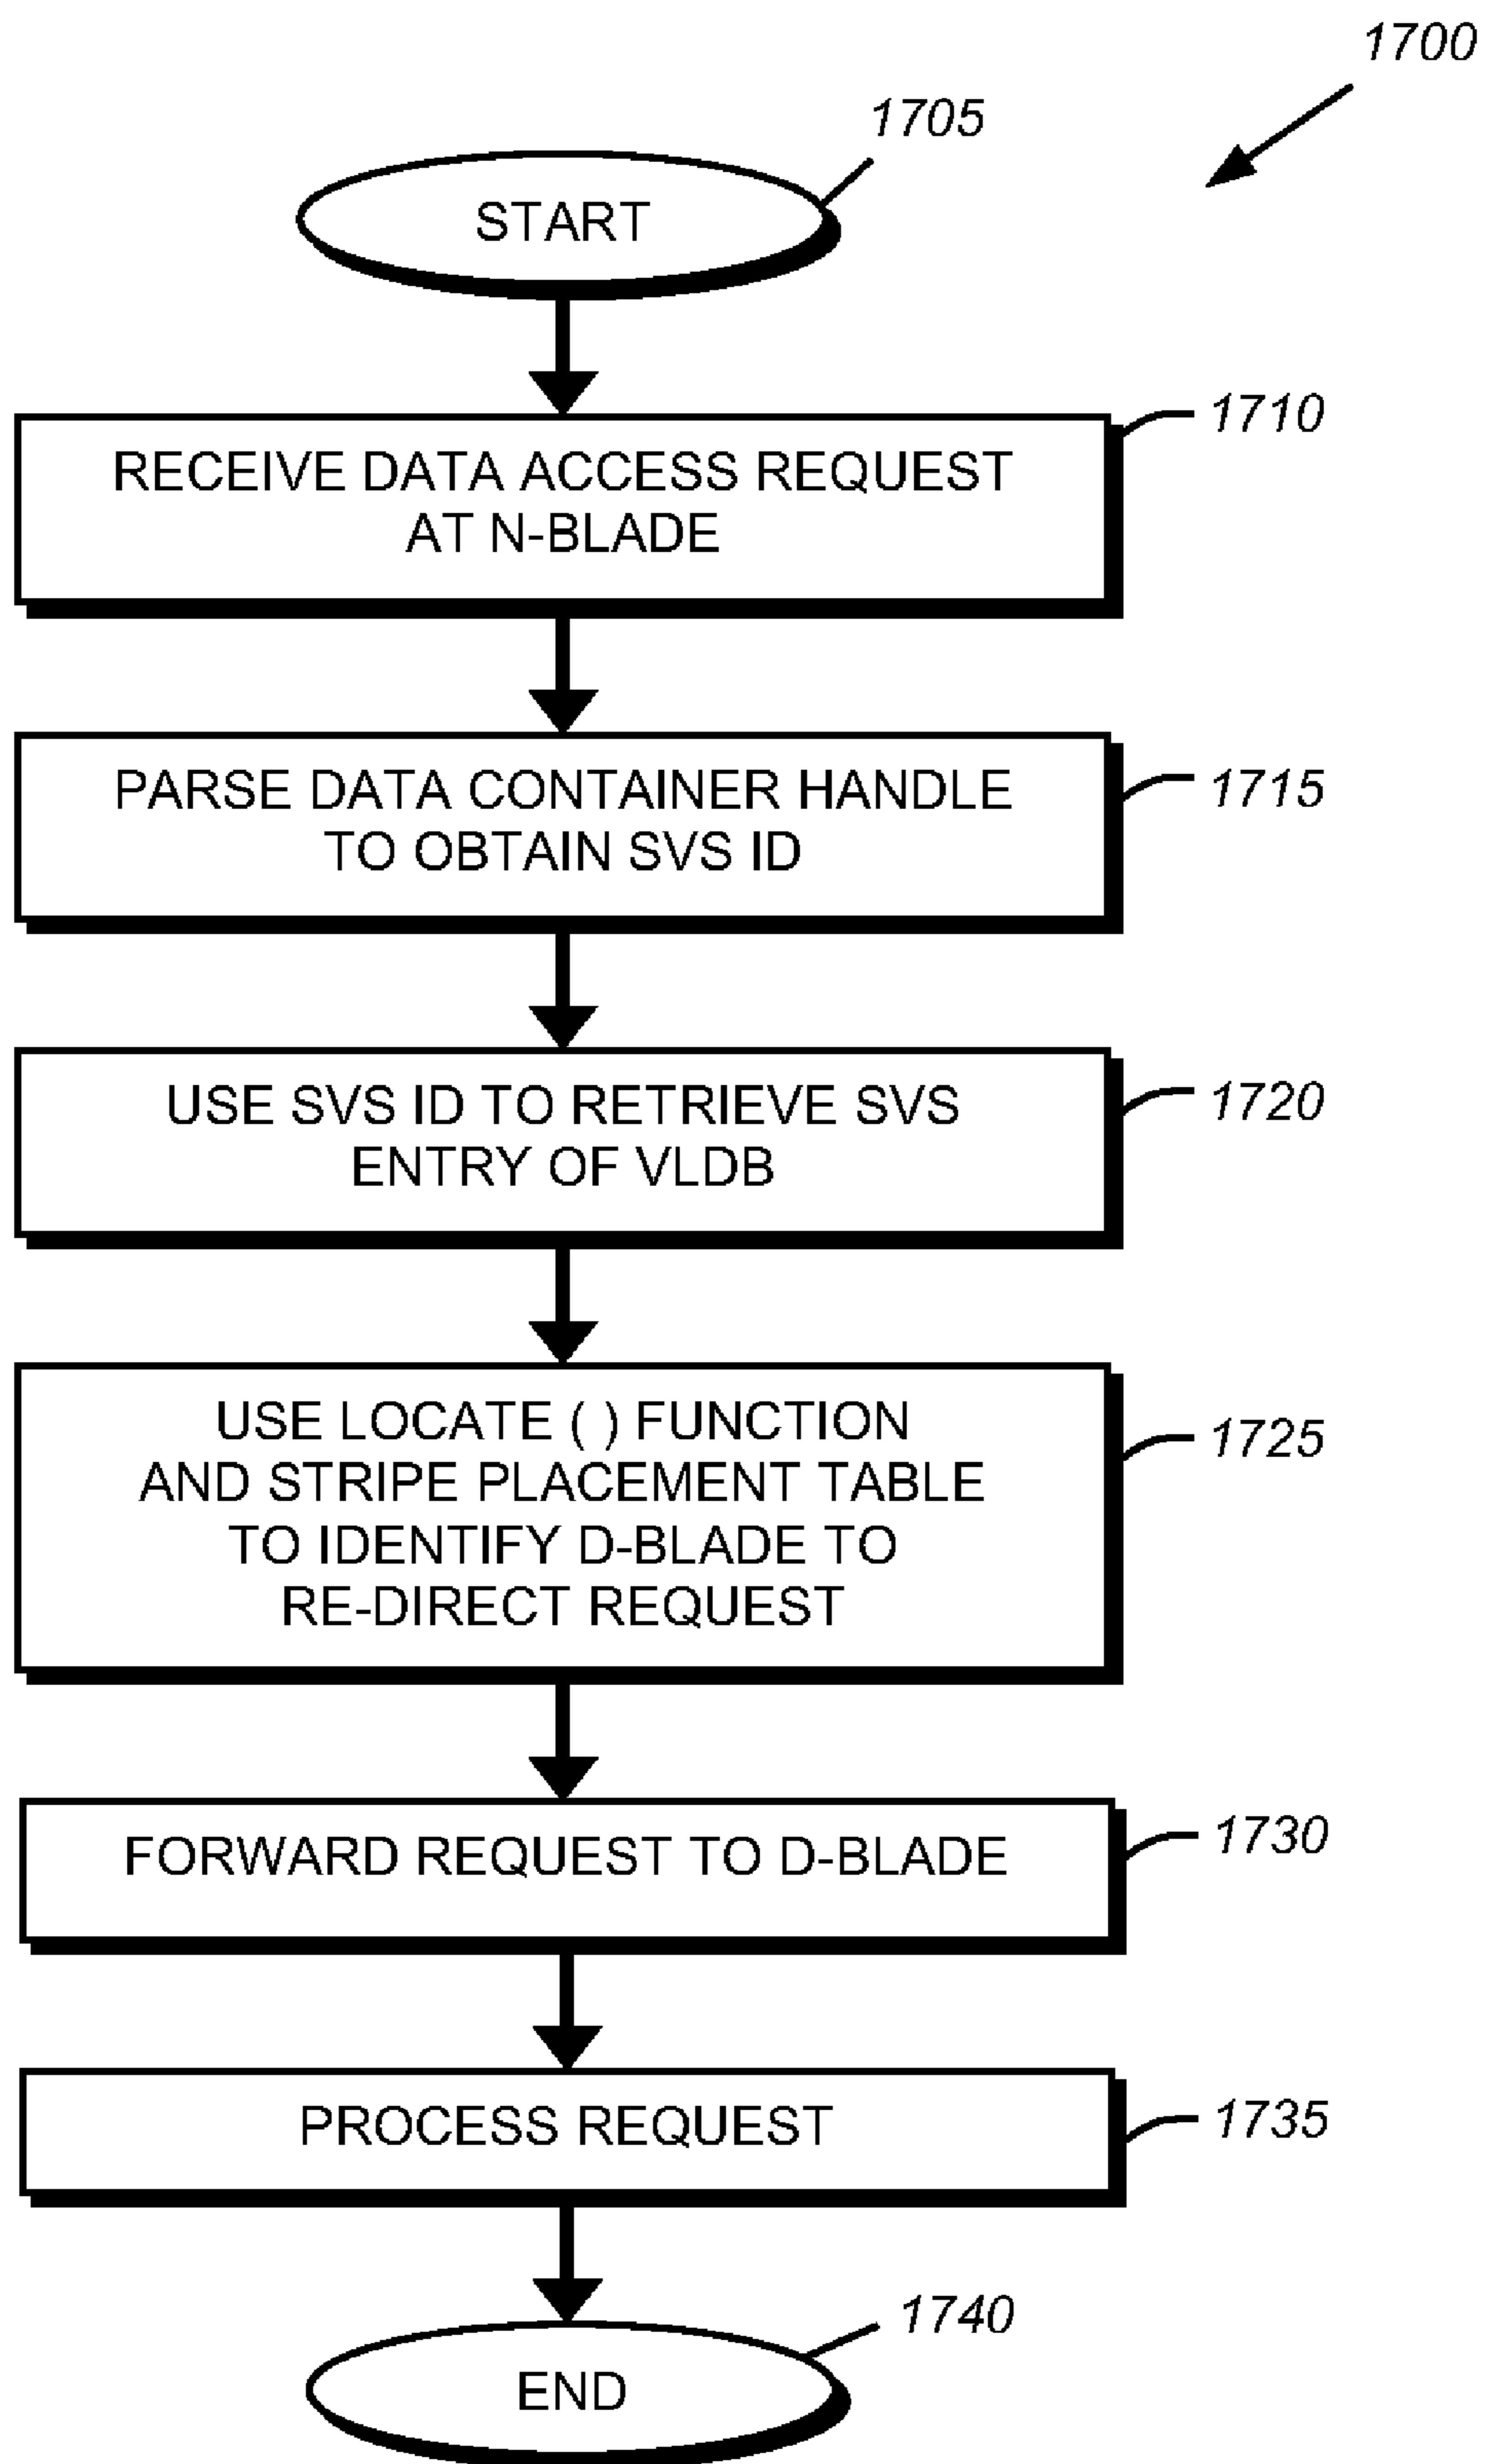 1700
1705
START
1710
RECEIVE DATA ACCESS REQUEST
AT N-BLADE
1715
PARSE DATA CONTAINER HANDLE
TO OBTAIN SVS ID
1720
USE SVS ID TO RETRIEVE SVS
ENTRY OF VLDB
1725
USE LOCATE ( ) FUNCTION
AND STRIPE PLACEMENT TABLE
TO IDENTIFY D-BLADE TO
RE-DIRECT REQUEST
1730
FORWARD REQUEST TO D-BLADE
1735
PROCESS REQUEST
1740
END